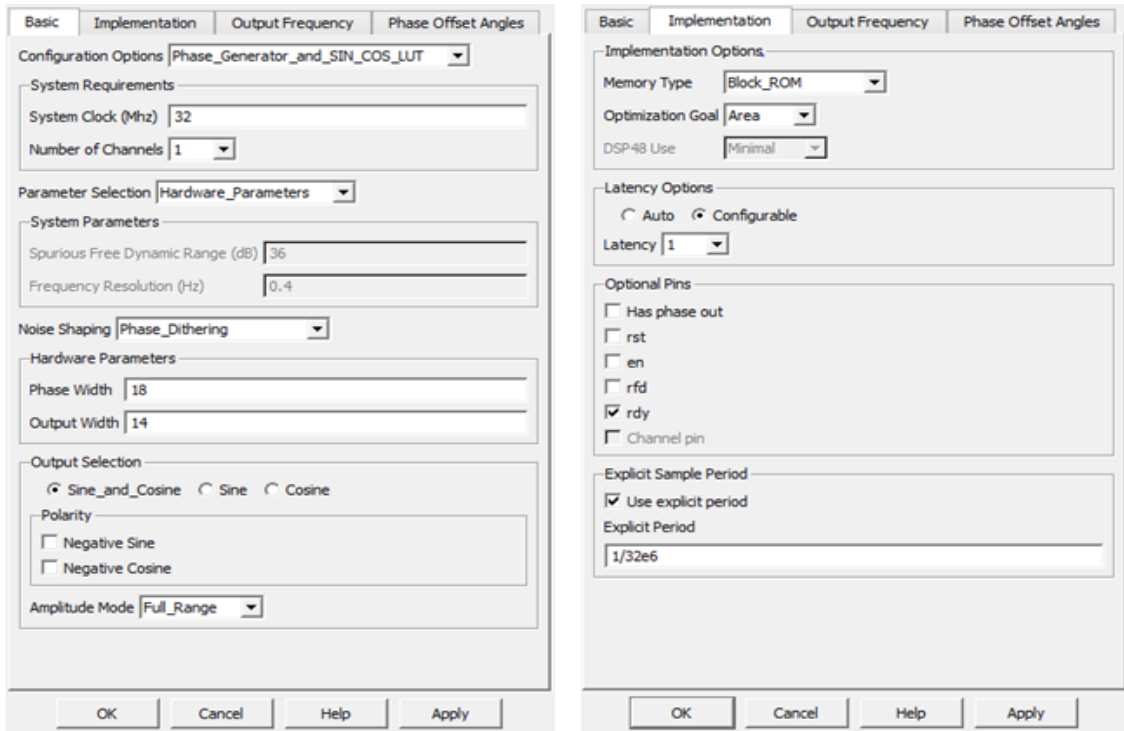 Basic Implementation Output Frequency Phase Offset Angles
Configuration Options Phase_Generator_and_SIN_COS_LUT
System Requirements
System Clock (Mhz) 32
Number of Channels 1
Parameter Selection Hardware_Parameters
System Parameters
Spurious Free Dynamic Range (dB) 36
Frequency Resolution (Hz) 0.4
Noise Shaping Phase_Dithering
Hardware Parameters
Phase Width 18
Output Width 14
Output Selection
Sine_and_Cosine Sine Cosine
Polarity
Negative Sine
Negative Cosine
Amplitude Mode Full_Range
OK Cancel Help Apply
Basic Implementation Output Frequency Phase Offset Angles
Implementation Options
Memory Type Block_ROM
Optimization Goal Area
DSP48 Use Minimal
Latency Options
Auto Configurable
Latency 1
Optional Pins
Has phase out
rst
en
rfd
rdy
Channel pin
Explicit Sample Period
Use explicit period
Explicit Period
1/32e6
OK Cancel Help Apply